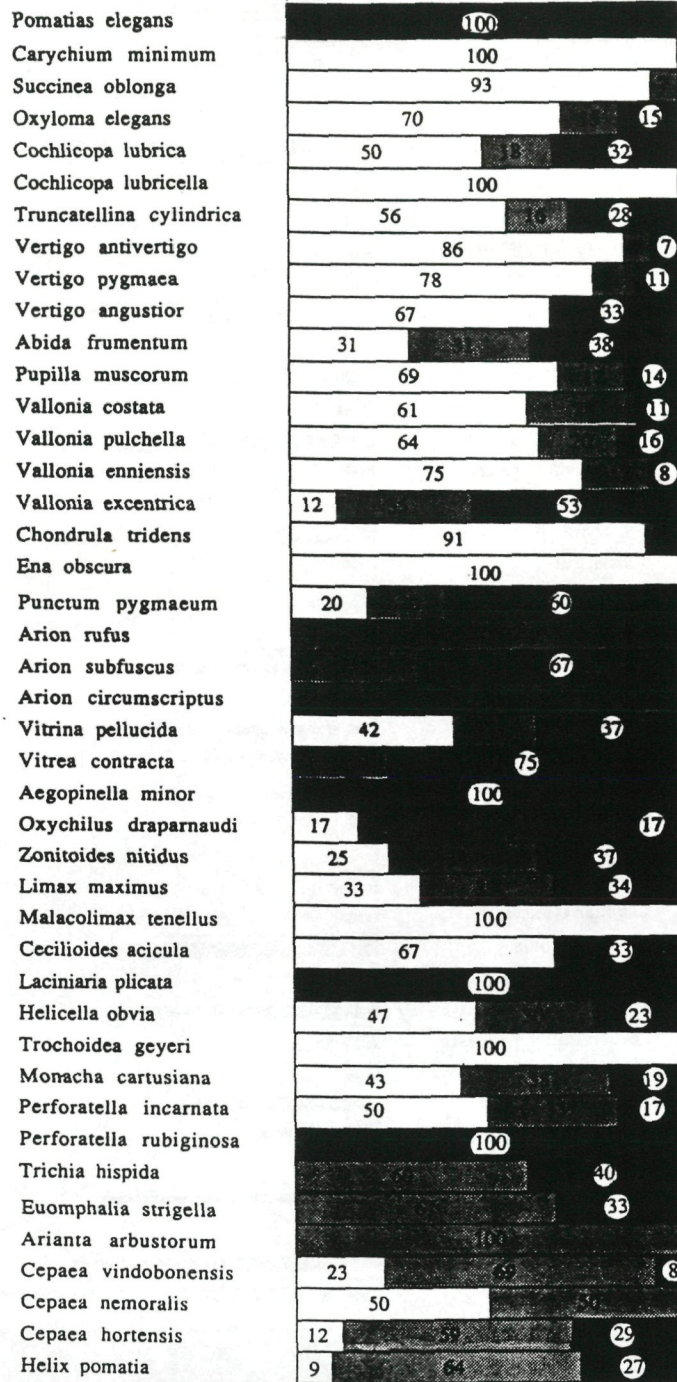 Pomatias elegans 100
Carychium minimum 100
Succinea oblonga 93
Oxyloma elegans 70 15 15
Cochlicopa lubrica 50 18 32
Cochlicopa lubricella 100
Truncatellina cylindrica 56 16 28
Vertigo antivertigo 86 7
Vertigo pygmaea 78 11
Vertigo angustior 67 33
Abida frumentum 31 31 38
Pupilla muscorum 69 14
Vallonia costata 61 11
Vallonia pulchella 64 20 16
Vallonia enniensis 75 8
Vallonia excentrica 12 53
Chondrula tridens 91
Ena obscura 100
Punctum pygmaeum 20 60
Arion rufus
Arion subfuscus 67
Arion circumscriptus
Vitrina pellucida 42 37
Vitrea contracta 75
Aegopinella minor 100
Oxychilus draparnaudi 17 17
Zonitoides nitidus 25 37
Limax maximus 33 34
Malacolimax tenellus 100
Cecilioides acicula 67 33
Laciniaria plicata 100
Helicella obvia 47 23
Trochoidea geyeri 100
Monacha cartusiana 43 19
Perforatella incarnata 50 17
Perforatella rubiginosa 100
Trichia hispida 60 40
Euomphalia strigella 33
Arianta arbustorum 100
Cepaea vindobonensis 23 69 8
Cepaea nemoralis 50 50
Cepaea hortensis 12 59 29
Helix pomatia 9 64 27